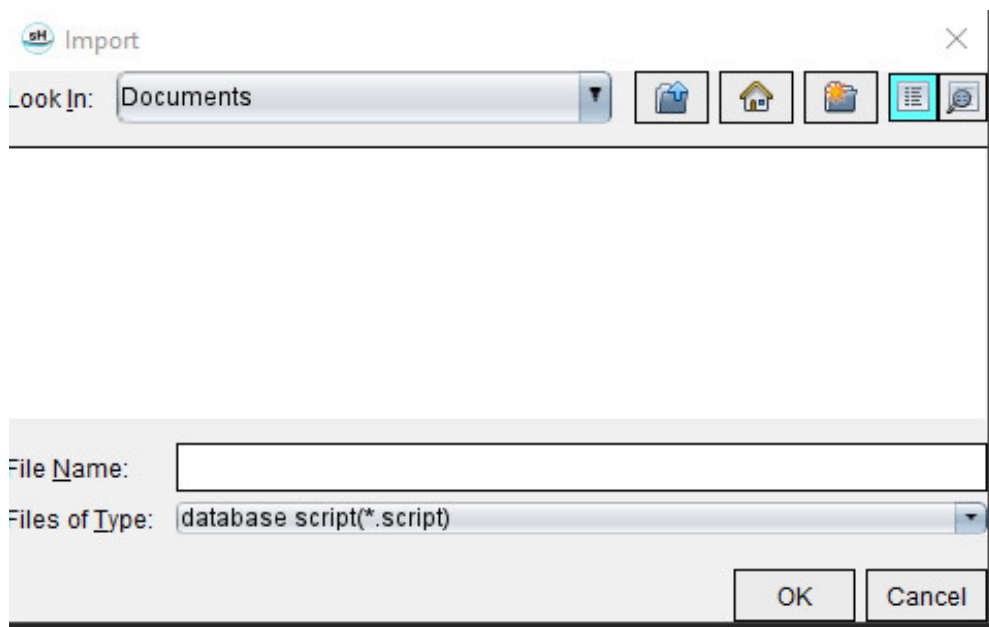 sH Import
Look In: Documents
File Name:
Files of Type: database script(*.script)
OK Cancel